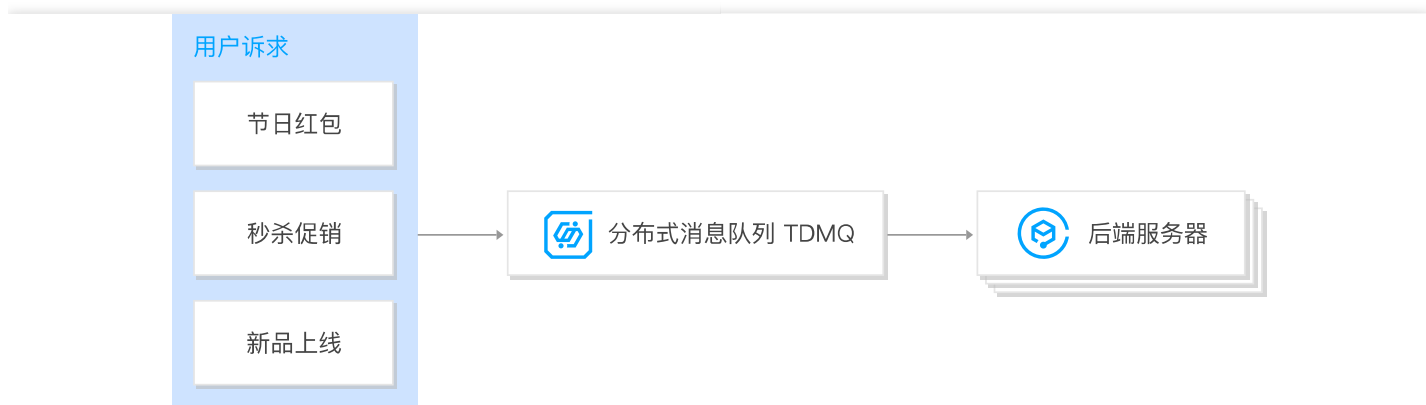 用户诉求
节日红包
秒杀促销
新品上线
分布式消息队列 TDMQ
后端服务器